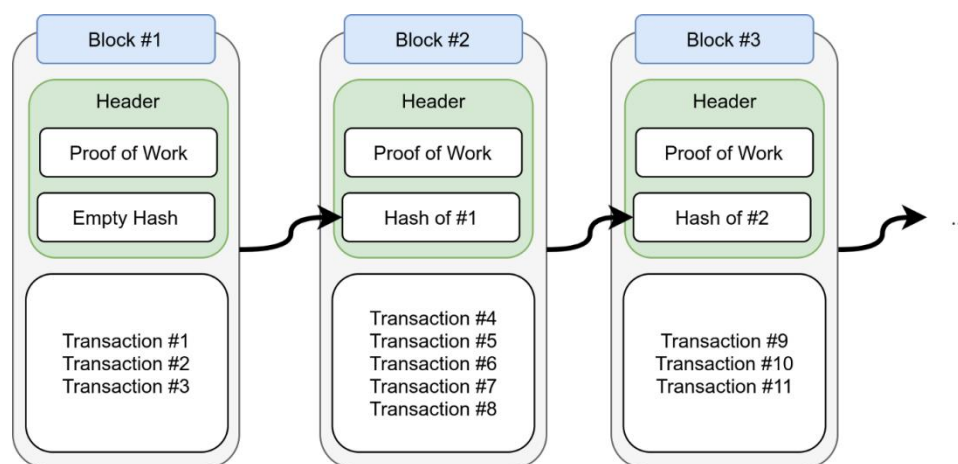 Block #1
Header
Proof of Work
Empty Hash
Transaction #1
Transaction #2
Transaction #3
Block #2
Header
Proof of Work
Hash of #1
Transaction #4
Transaction #5
Transaction #6
Transaction #7
Transaction #8
Block #3
Header
Proof of Work
Hash of #2
Transaction #9
Transaction #10
Transaction #11
..